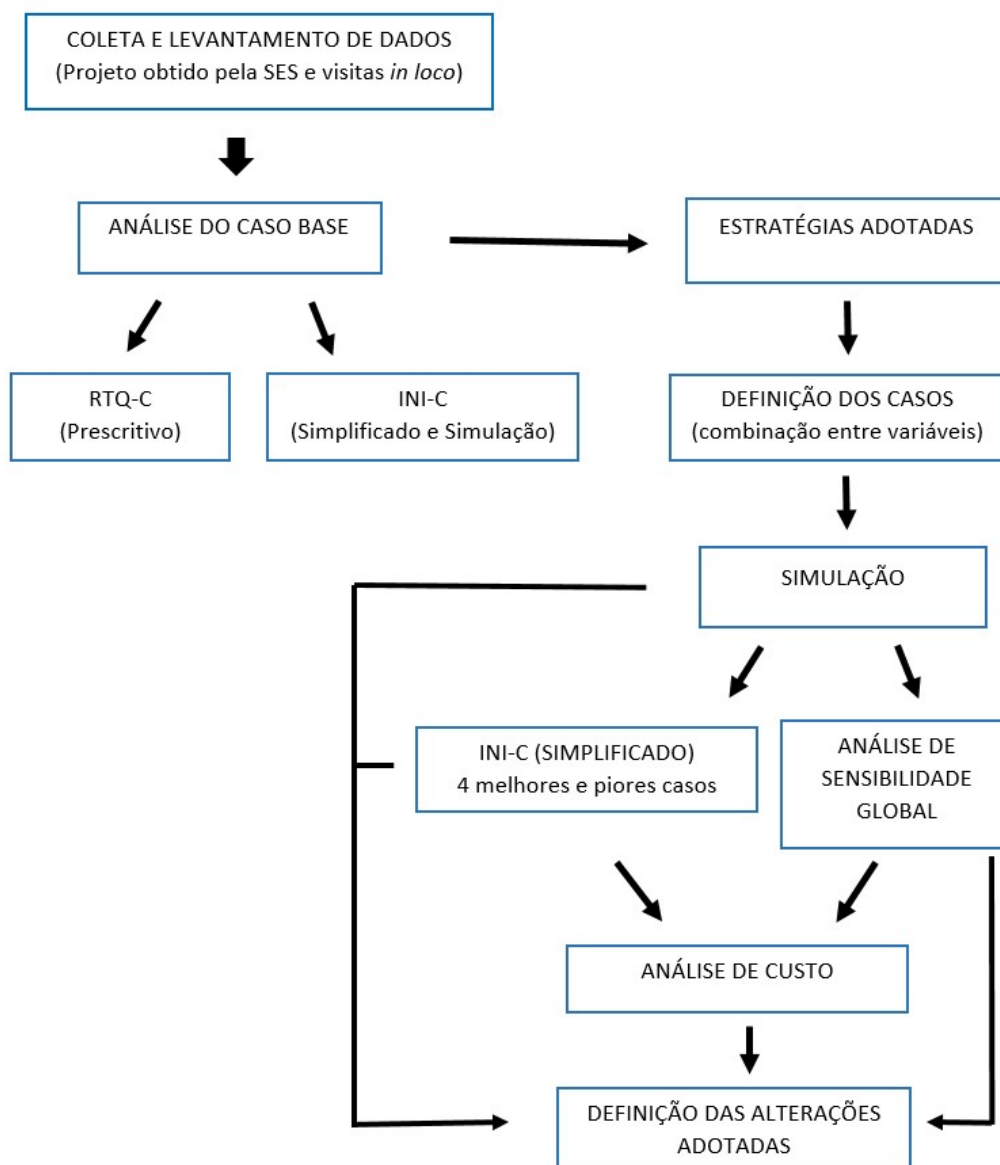 COLETA E LEVANTAMENTO DE DADOS
(Projeto obtido pela SES e visitas in loco)
ANÁLISE DO CASO BASE
ESTRATÉGIAS ADOTADAS
RTQ-C
(Prescritivo)
INI-C
(Simplificado e Simulação)
DEFINIÇÃO DOS CASOS
(combinação entre variáveis)
SIMULAÇÃO
INI-C (SIMPLIFICADO)
4 melhores e piores casos
ANÁLISE DE
SENSIBILIDADE
GLOBAL
ANÁLISE DE CUSTO
DEFINIÇÃO DAS ALTERAÇÕES
ADOTADAS